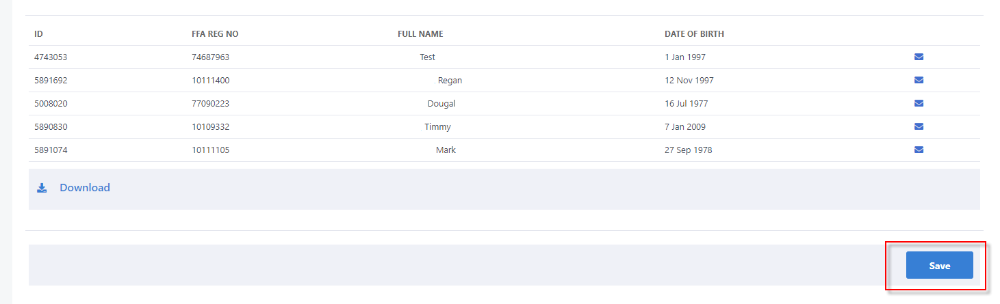 ID FFA REG NO FULL NAME DATE OF BIRTH
4743053 74687963 Test 1 Jan 1997
5891692 10111400 Regan 12 Nov 1997
5008020 77090223 Dougal 16 Jul 1977
5890830 10109332 Timmy 7 Jan 2009
5891074 10111105 Mark 27 Sep 1978
Download
Save